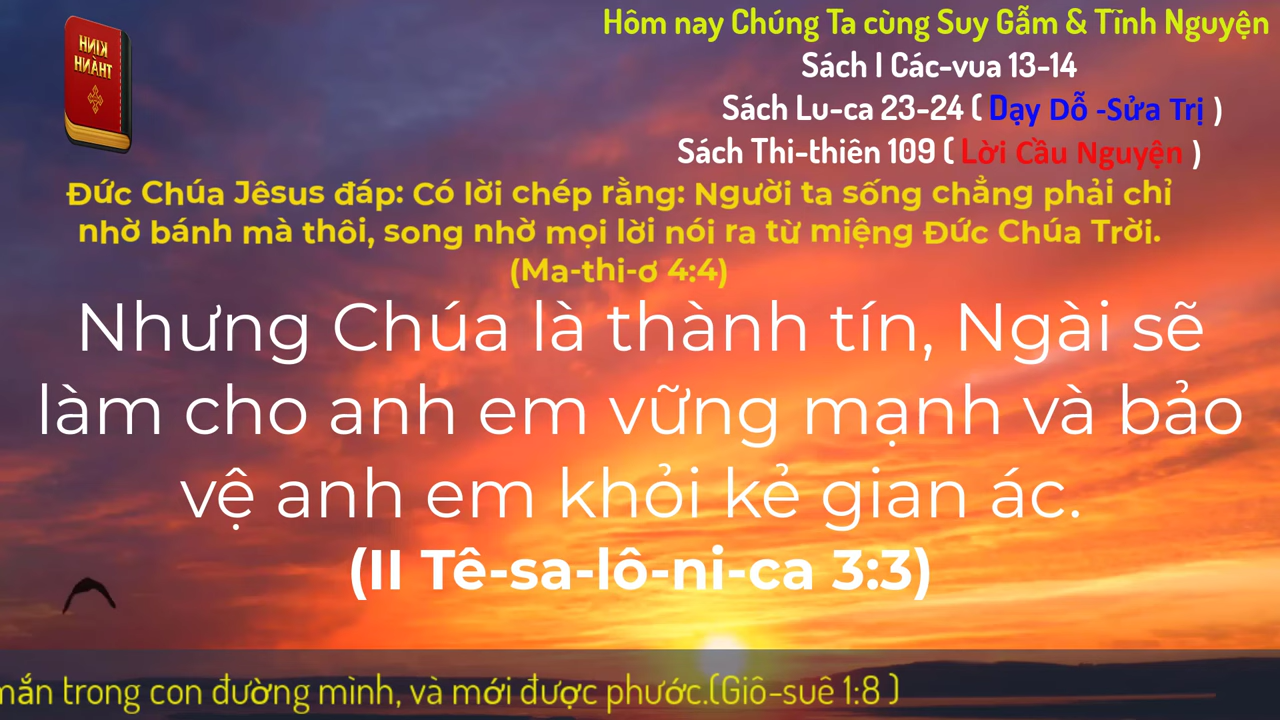 KINH
THÁNH
Hôm nay Chúng Ta cùng Suy Gẫm & Tĩnh Nguyện
Sách I Các-vua 13-14
Sách Lu-ca 23-24 ( Dạy Dỗ -Sửa Trị )
Sách Thi-thiên 109 ( Lời Cầu Nguyện )
Đức Chúa Jêsus đáp: Có lời chép rằng: Người ta sống chẳng phải chỉ
nhờ bánh mà thôi, song nhờ mọi lời nói ra từ miệng Đức Chúa Trời.
(Ma-thi-ơ 4:4)
Nhưng Chúa là thành tín, Ngài sẽ
làm cho anh em vững mạnh và bảo
vệ anh em khỏi kẻ gian ác.
(II Tê-sa-lô-ni-ca 3:3)
mắn trong con đường mình, và mới được phước.(Giô-suê 1:8 )